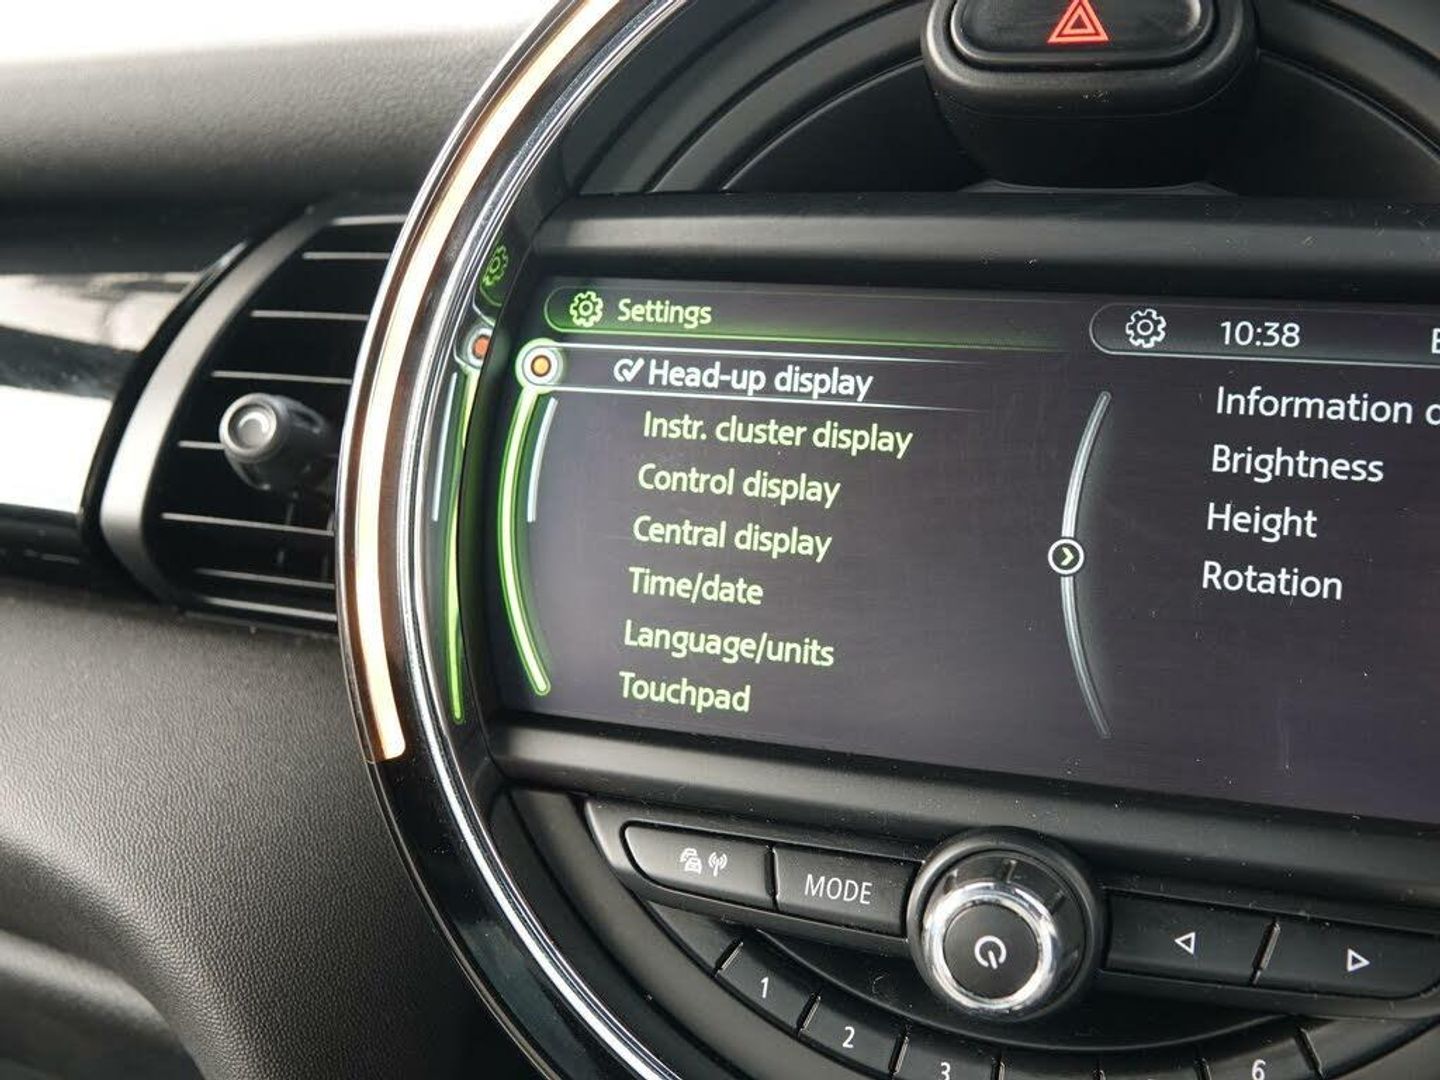 Settings
10:38
Head-up display
Instr. cluster display
Control display
Central display
Time/date
Language/units
Touchpad
Information
Brightness
Height
Rotation
MODE
1
2
3
6